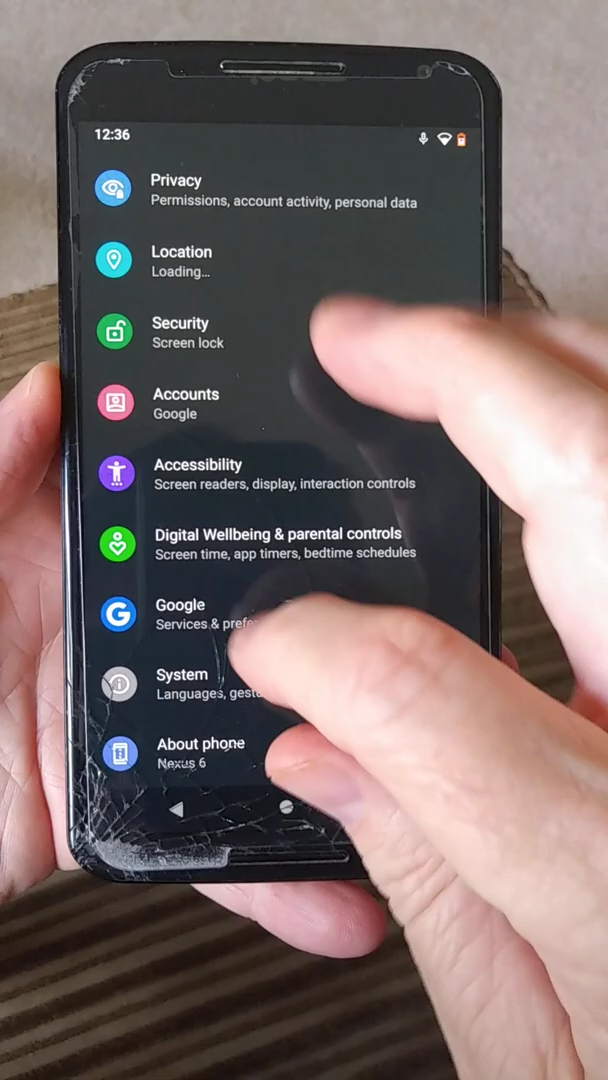 12:36
Privacy
Permissions, account activity, personal data
Location
Loading...
Security
Screen lock
Accounts
Google
Accessibility
Screen readers, display, interaction controls
Digital Wellbeing & parental controls
Screen time, app timers, bedtime schedules
Google
Services &
System
Languages,
About phone
Nexus 6